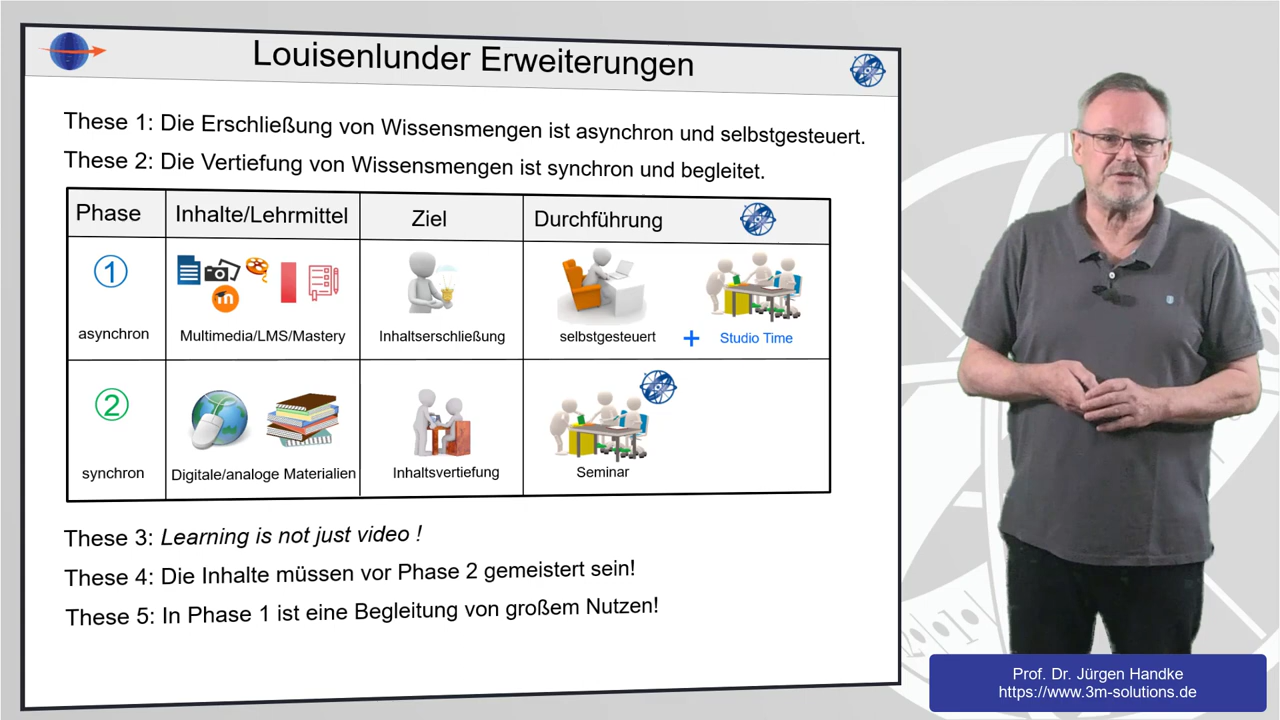 Louisenlunder Erweiterungen
These 1: Die Erschließung von Wissensmengen ist asynchron und selbstgesteuert.
These 2: Die Vertiefung von Wissensmengen ist synchron und begleitet.
Phase Inhalte/Lehrmittel Ziel Durchführung
1
asynchron Multimedia/LMS/Mastery Inhaltserschließung selbstgesteuert + Studio Time
2
synchron Digitale/analoge Materialien Inhaltsvertiefung Seminar
These 3: Learning is not just video !
These 4: Die Inhalte müssen vor Phase 2 gemeistert sein!
These 5: In Phase 1 ist eine Begleitung von großem Nutzen!
Prof. Dr. Jürgen Handke
https://www.3m-solutions.de